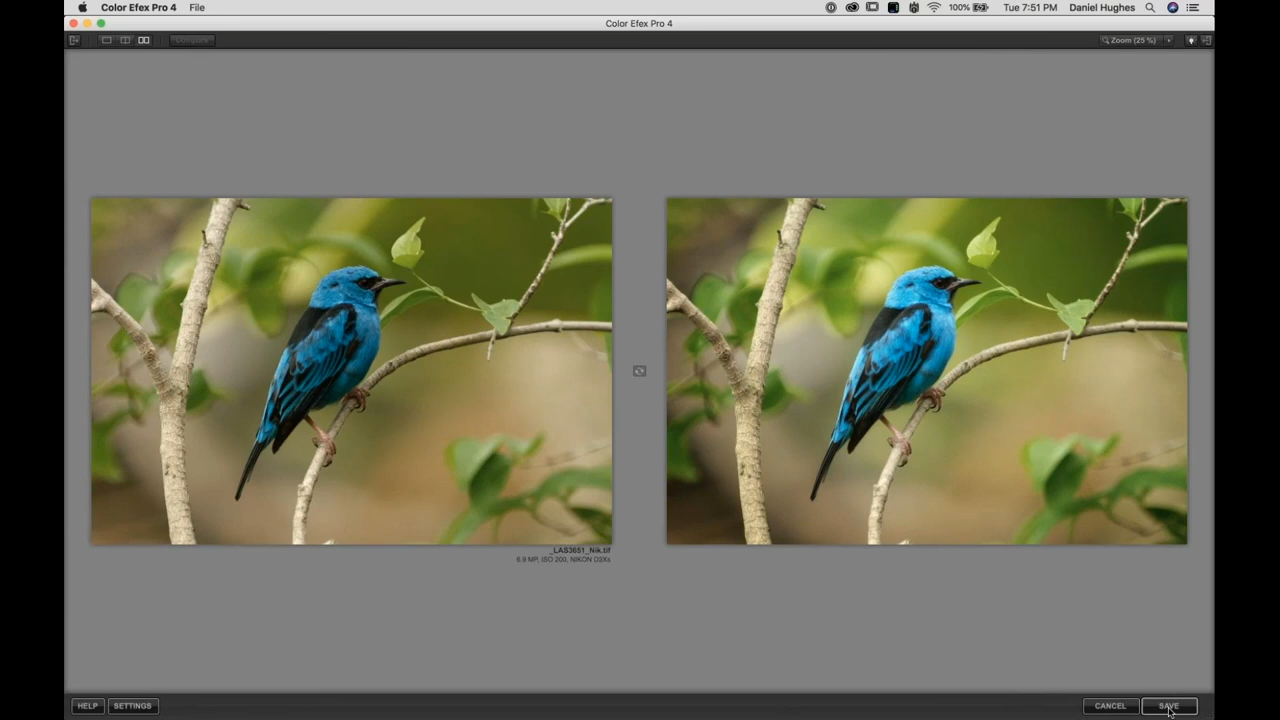 Color Efex Pro 4 File 100% Tue 7:51 PM Daniel Hughes
Color Efex Pro 4
Compare Zoom (25 %)
_LAS3651_Nik.tif
6.9 MP, ISO 200, NIKON D2Xs
HELP SETTINGS CANCEL SAVE